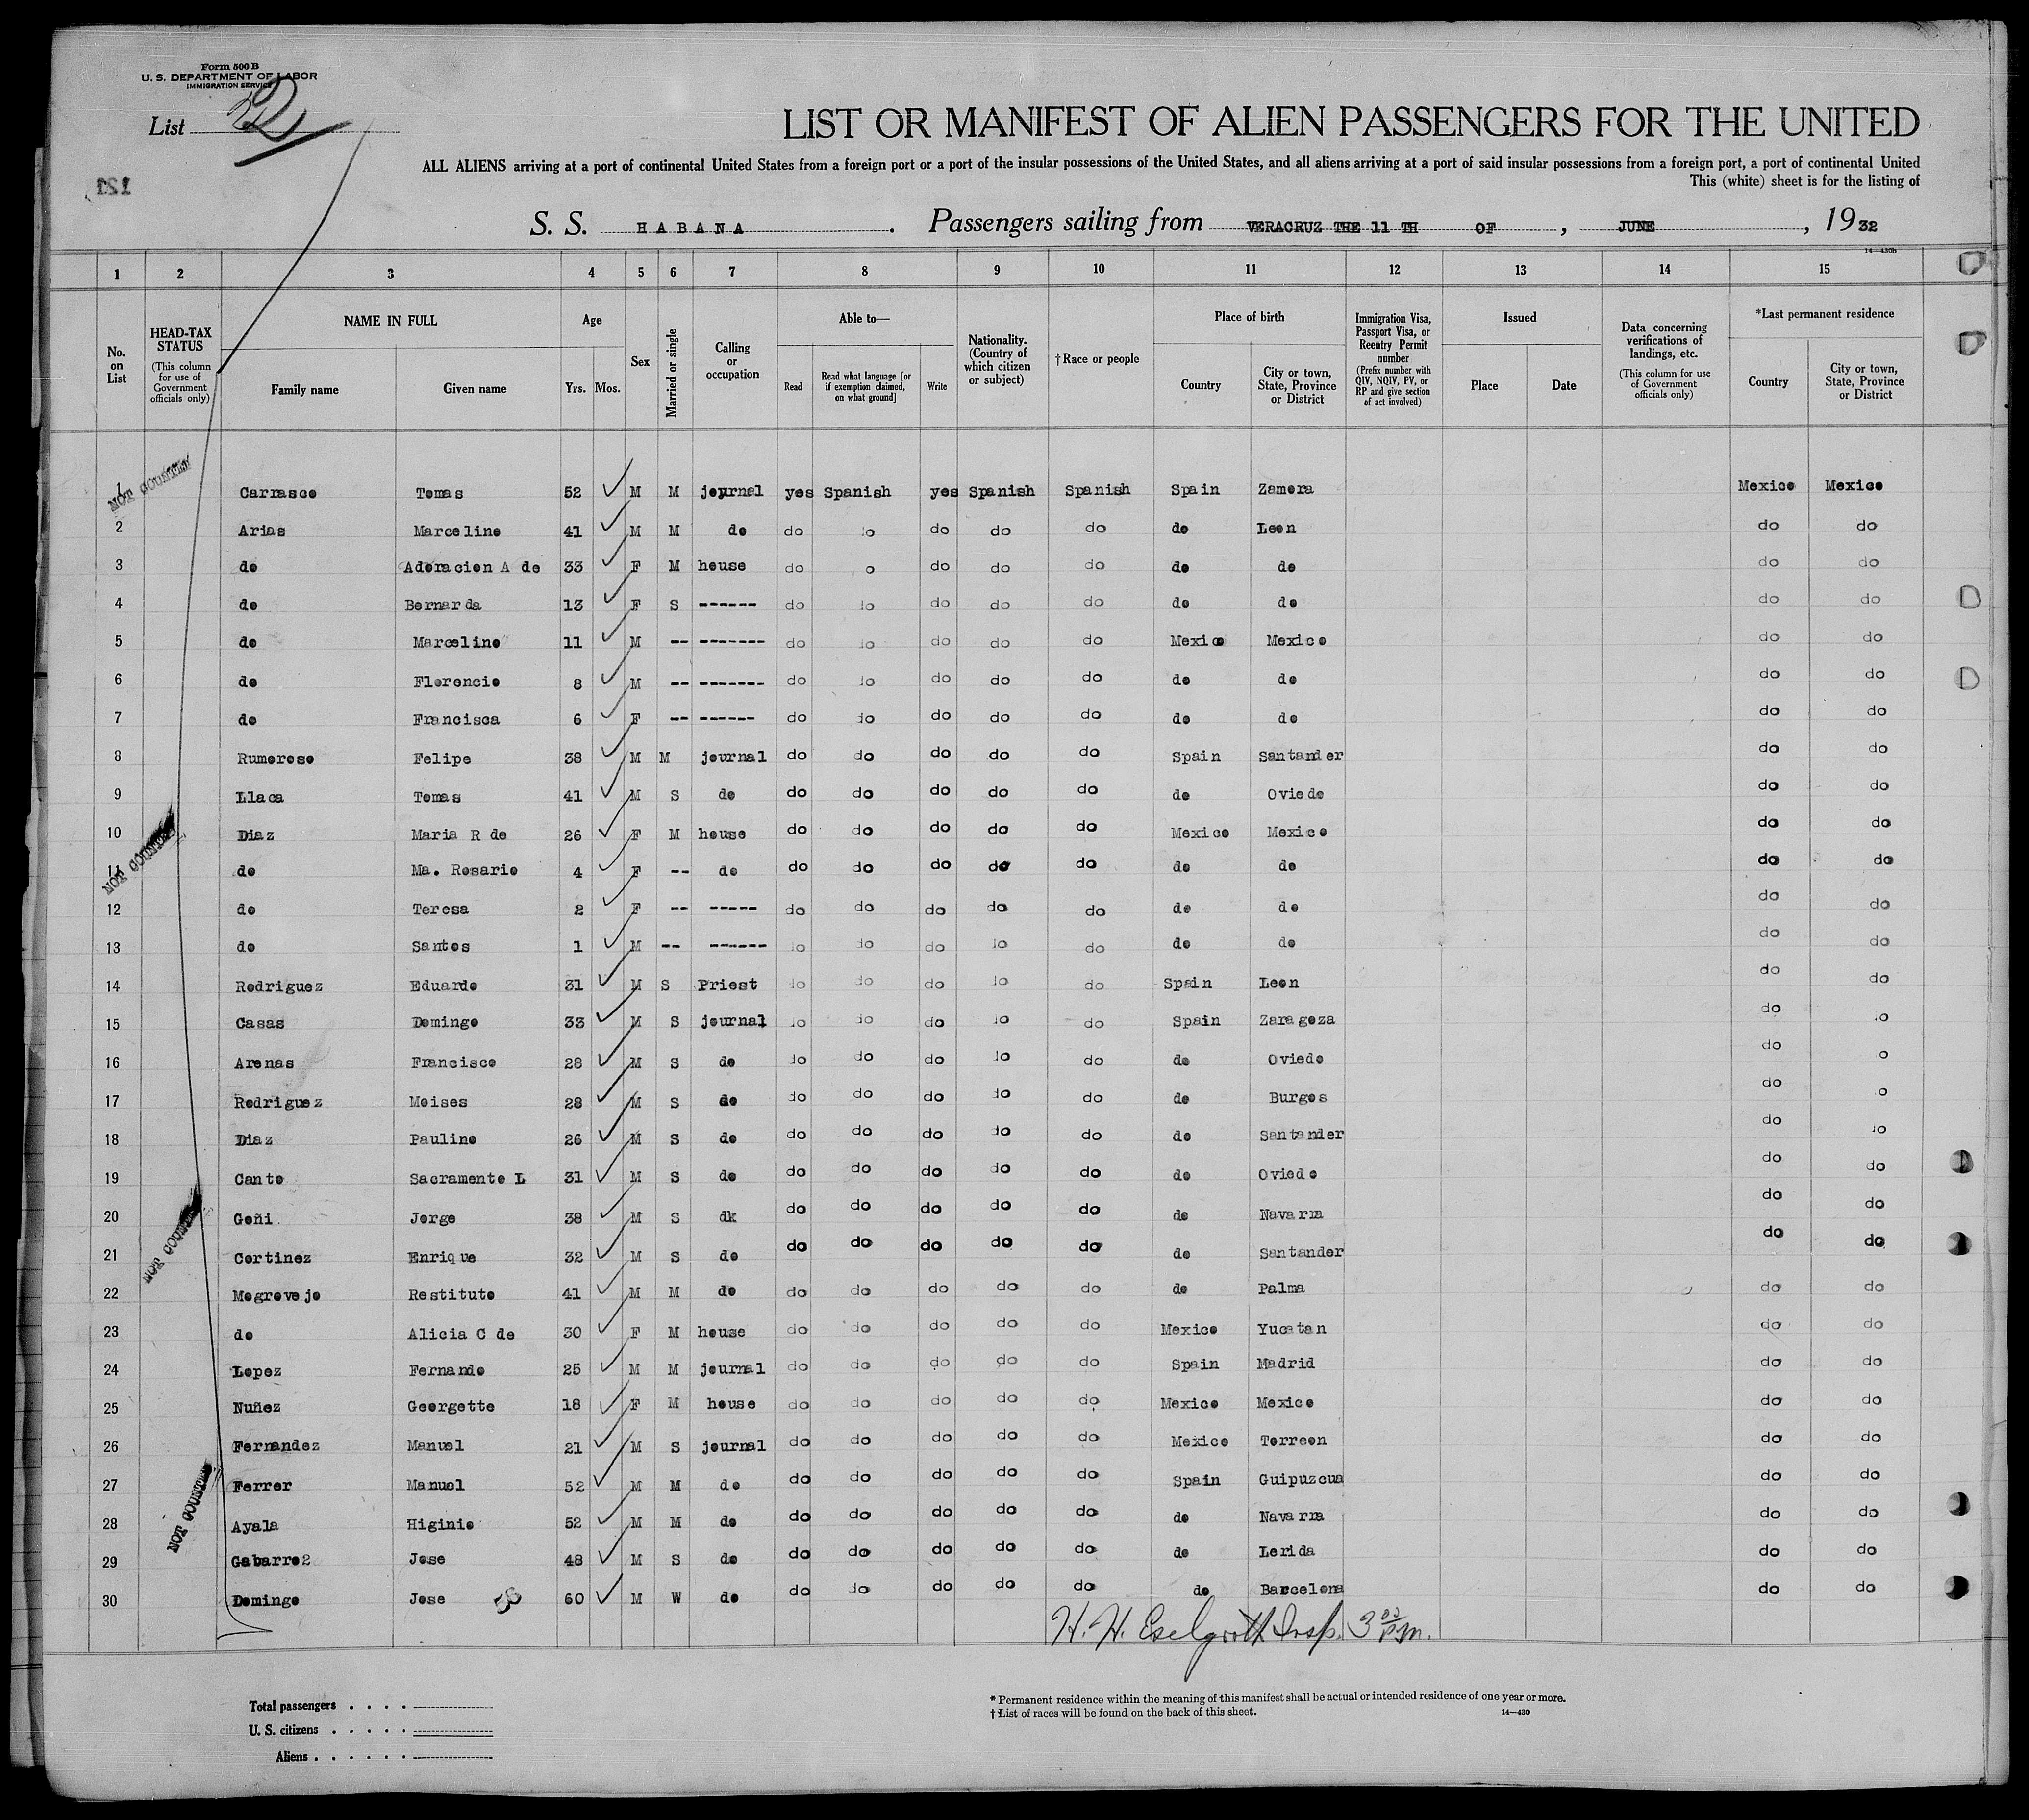 Form 500 B
U. S. DEPARTMENT OF LABOR
IMMIGRATION SERVICE
List 22
LIST OR MANIFEST OF ALIEN PASSENGERS FOR THE UNITED
ALL ALIENS arriving at a port of continental United States from a foreign port or a port of the insular possessions of the United States, and all aliens arriving at a port of said insular possessions from a foreign port, a port of continental United
This (white) sheet is for the listing of
121
S. S. HABANA. Passengers sailing from VERACRUZ THE 11 TH OF, JUNE, 1932
14—430b
1 2 3 4 5 6 7 8 9 10 11 12 13 14 15
No. on List
HEAD-TAX STATUS (This column for use of Government officials only)
NAME IN FULL Family name Given name
Age Yrs. Mos.
Sex
Married or single
Calling or occupation
Able to— Read Read what language [or if exemption claimed, on what ground] Write
Nationality. (Country of which citizen or subject)
†Race or people
Place of birth Country City or town, State, Province or District
Immigration Visa, Passport Visa, or Reentry Permit number (Prefix number with QIV, NQIV, PV, or RP and give section of act involved)
Issued Place Date
Data concerning verifications of landings, etc. (This column for use of Government officials only)
*Last permanent residence Country City or town, State, Province or District
NOT COUNTED
1 Carrasco Tomas 52 M M journal yes Spanish yes Spanish Spanish Spain Zamora Mexico Mexico
2 Arias Marcelino 41 M M do do do do do do do Leon do do
3 do Adoracion A de 33 F M house do o do do do do do do do
4 do Bernarda 13 F S ------ do do do do do do do do do
5 do Marcelino 11 M -- ------- do do do do do Mexico Mexico do do
6 do Florencio 8 M -- ------- do do do do do do do do do
7 do Francisca 6 F -- ------ do do do do do do do do do
8 Rumoroso Felipe 38 M M journal do do do do do Spain Santander do do
9 Llaca Tomas 41 M S do do do do do do do Oviedo do do
10 Diaz Maria R de 26 F M house do do do do do Mexico Mexico do do
NOT COUNTED
11 do Ma. Rosario 4 F -- do do do do do do do do do do
12 do Teresa 2 F -- ----- do do do do do do do do do
13 do Santos 1 M -- ------ do do do do do do do do do
14 Rodriguez Eduardo 31 M S Priest do do do do do Spain Leon do do
15 Casas Domingo 33 M S journal do do do do do Spain Zaragoza do do
16 Arenas Francisco 28 M S do do do do do do do Oviedo do o
17 Rodriguez Moises 28 M S do do do do do do do Burgos do o
18 Diaz Paulino 26 M S do do do do do do do Santander do do
19 Canto Sacramento L 31 M S do do do do do do do Oviedo do do
20 Goñi Jorge 38 M S dk do do do do do do Navarra do do
NOT COUNTED
21 Cortinez Enrique 32 M S do do do do do do do Santander do do
22 Mogrovejo Restituto 41 M M do do do do do do do Palma do do
23 do Alicia C de 30 F M house do do do do do Mexico Yucatan do do
24 Lopez Fernando 25 M M journal do do do do do Spain Madrid do do
25 Nuñez Georgette 18 F M house do do do do do Mexico Mexico do do
26 Fernandez Manuel 21 M S journal do do do do do Mexico Torreon do do
27 Ferrer Manuel 52 M M do do do do do do Spain Guipuzcua do do
NOT COUNTED
28 Ayala Higinio 52 M M do do do do do do do Navarra do do
29 Gabarro2 Jose 48 M S do do do do do do do Lerida do do
30 Domingo Jose 30 60 M W do do do do do do do Barcelona do do
H. H. Insp. 3 00 P.M.
Total passengers . . . .
U. S. citizens . . . . .
Aliens . . . . . .
* Permanent residence within the meaning of this manifest shall be actual or intended residence of one year or more.
† List of races will be found on the back of this sheet. 14—430